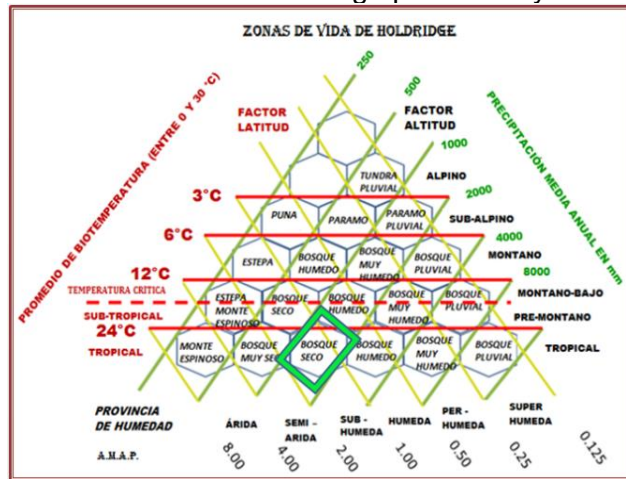 ZONAS DE VIDA DE HOLDRIDGE
250
500
1000
2000
4000
8000
PROMEDIO DE BIOTEMPERATURA (ENTRE 0 Y 30 °C)
PRECIPITACIÓN MEDIA ANUAL EN mm
FACTOR LATITUD
FACTOR ALTITUD
TUNDRA PLUVIAL
ALPINO
3°C
PUNA PARAMO PARAMO PLUVIAL
SUB-ALPINO
6°C
ESTEPA BOSQUE HUMEDO BOSQUE MUY HUMEDO BOSQUE PLUVIAL
MONTANO
12°C
TEMPERATURA CRÍTICA
MONTANO-BAJO
ESTEPA MONTE ESPINOSO BOSQUE SECO BOSQUE HUMEDO BOSQUE MUY HUMEDO BOSQUE PLUVIAL
SUB-TROPICAL
PRE-MONTANO
24°C
TROPICAL
MONTE ESPINOSO BOSQUE MUY SEC BOSQUE SECO BOSQUE HUMEDO BOSQUE MUY HUMEDO BOSQUE PLUVIAL
TROPICAL
PROVINCIA DE HUMEDAD
ÁRIDA
SEMI - ARIDA
SUB - HUMEDA
HUMEDA
PER - HUMEDA
SUPER HUMEDA
A.M.A.P.
8.00
4.00
2.00
1.00
0.50
0.25
0.125